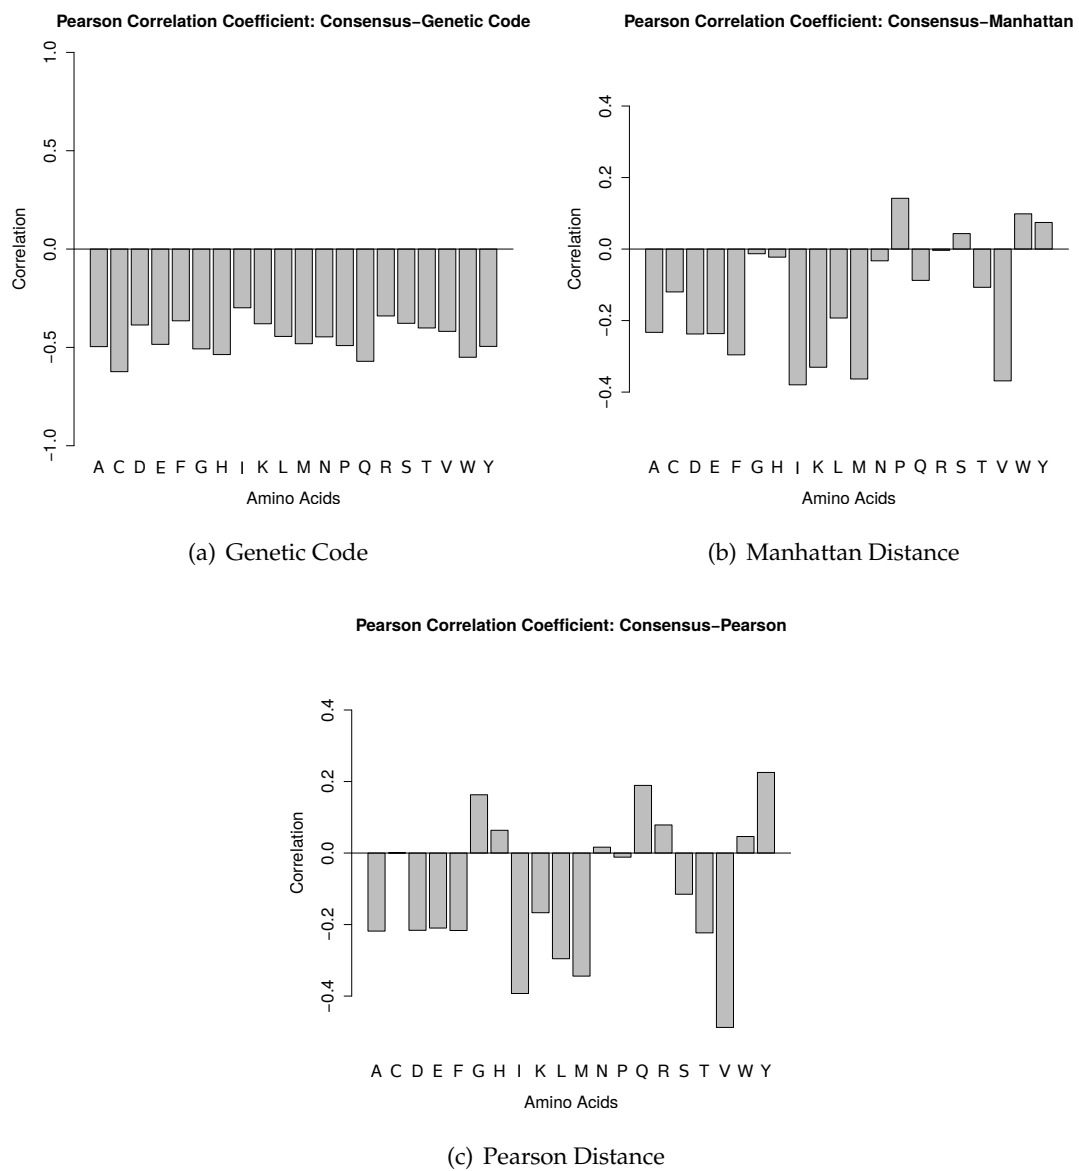 Pearson Correlation Coefficient: Consensus−Genetic Code
1.0
0.5
0.0
−0.5
−1.0
Correlation
A C D E F G H I K L M N P Q R S T V W Y
Amino Acids
(a) Genetic Code
Pearson Correlation Coefficient: Consensus−Manhattan
0.4
0.2
0.0
−0.2
−0.4
Correlation
A C D E F G H I K L M N P Q R S T V W Y
Amino Acids
(b) Manhattan Distance
Pearson Correlation Coefficient: Consensus−Pearson
0.4
0.2
0.0
−0.2
−0.4
Correlation
A C D E F G H I K L M N P Q R S T V W Y
Amino Acids
(c) Pearson Distance